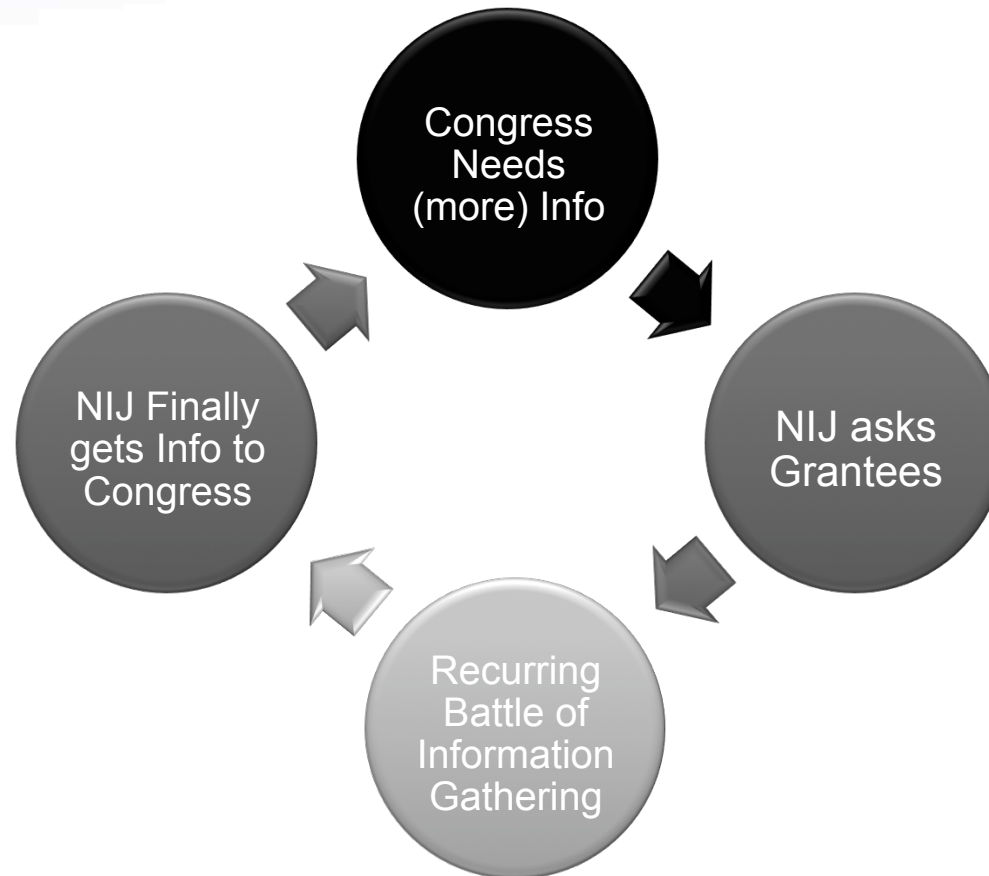 Congress
Needs
(more) Info
NIJ asks
Grantees
Recurring
Battle of
Information
Gathering
NIJ Finally
gets Info to
Congress